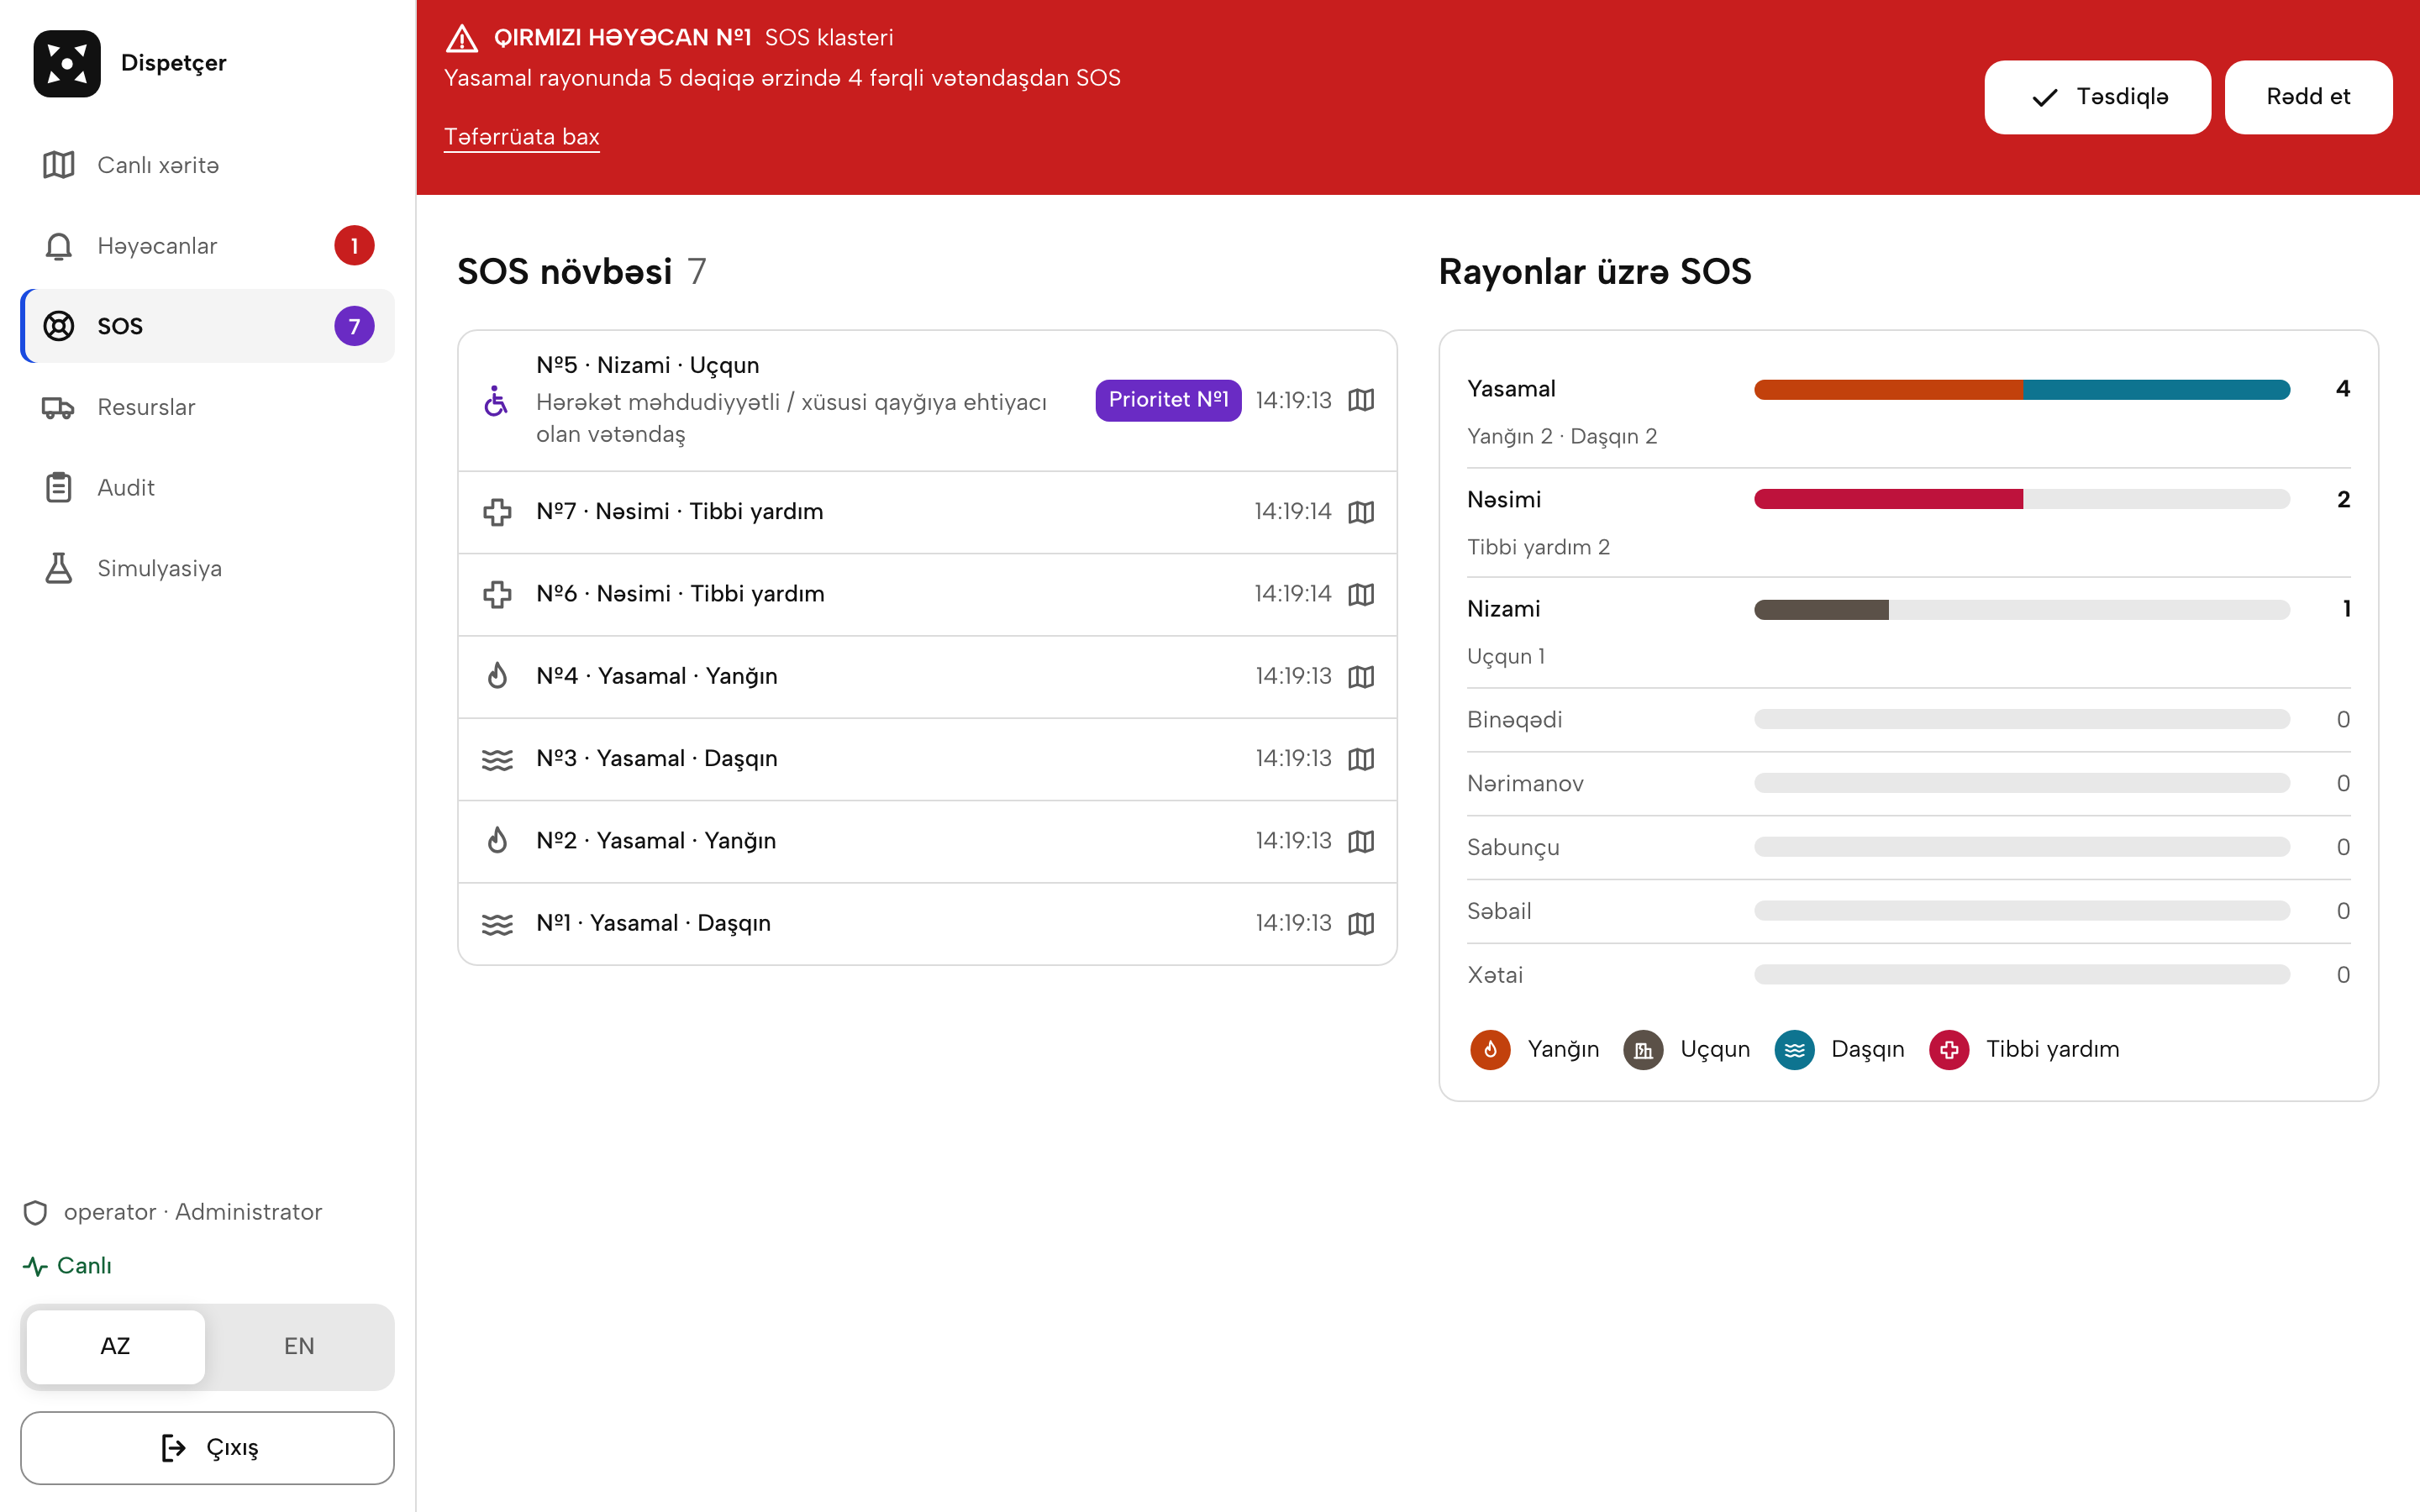 Dispetçer
Canlı xəritə
Həyəcanlar 1
SOS 7
Resurslar
Audit
Simulyasiya
operator · Administrator
Canlı
AZ EN
Çıxış
QIRMIZI HƏYƏCAN №1 SOS klasteri
Yasamal rayonunda 5 dəqiqə ərzində 4 fərqli vətəndaşdan SOS
Təfərrüata bax
Təsdiqlə Rədd et
SOS növbəsi 7
№5 · Nizami · Uçqun
Hərəkət məhdudiyyətli / xüsusi qayğıya ehtiyacı
olan vətəndaş
Prioritet №1 14:19:13
№7 · Nəsimi · Tibbi yardım 14:19:14
№6 · Nəsimi · Tibbi yardım 14:19:14
№4 · Yasamal · Yanğın 14:19:13
№3 · Yasamal · Daşqın 14:19:13
№2 · Yasamal · Yanğın 14:19:13
№1 · Yasamal · Daşqın 14:19:13
Rayonlar üzrə SOS
Yasamal 4
Yanğın 2 · Daşqın 2
Nəsimi 2
Tibbi yardım 2
Nizami 1
Uçqun 1
Binəqədi 0
Nərimanov 0
Sabunçu 0
Səbail 0
Xətai 0
Yanğın Uçqun Daşqın Tibbi yardım